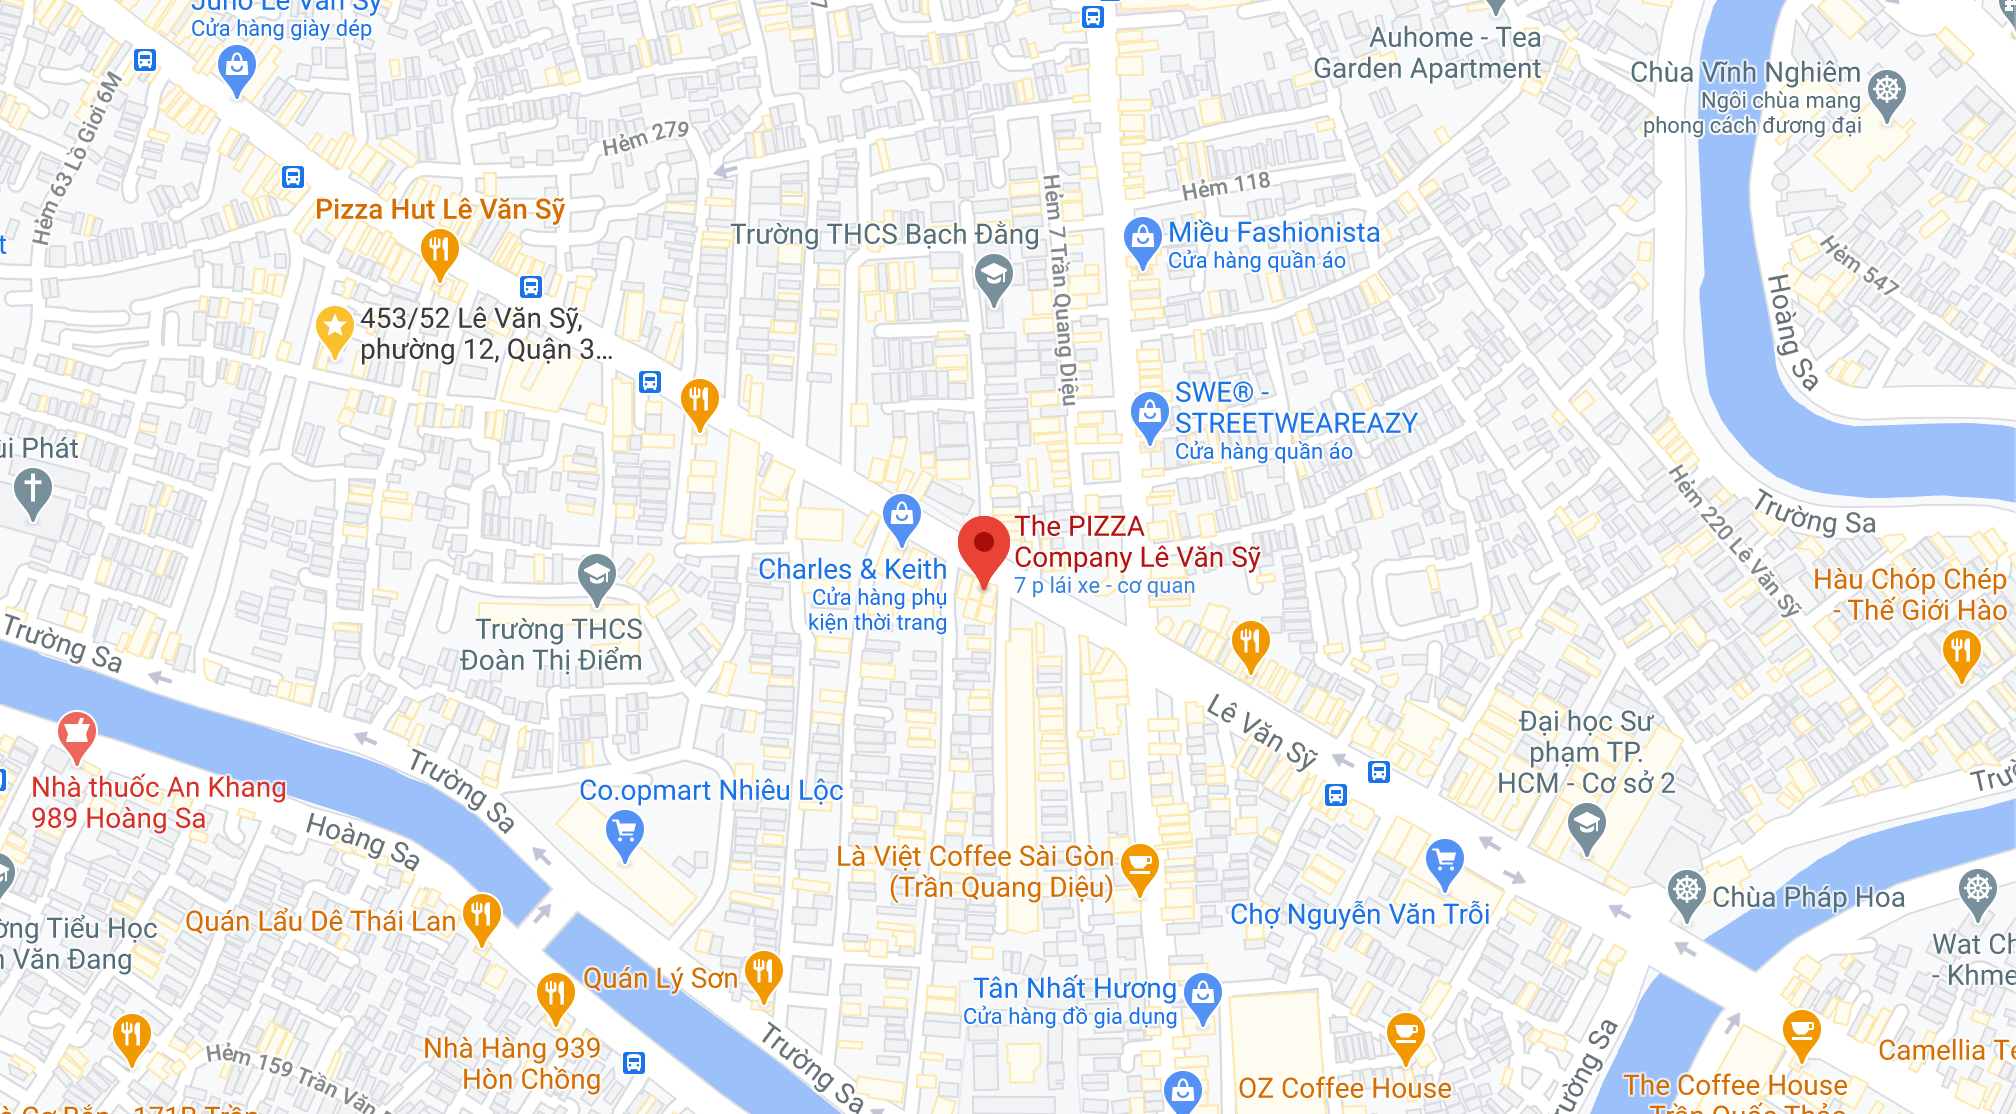 Juno Lê Văn Sỹ
Cửa hàng giày dép
Auhome - Tea
Garden Apartment
Chùa Vĩnh Nghiêm
Ngôi chùa mang
phong cách đương đại
Hẻm 63 Lô Giơi 6M
Hẻm 279
Hẻm 118
Pizza Hut Lê Văn Sỹ
Trường THCS Bạch Đằng
Hẻm 7 Trần Quang Diệu
Miều Fashionista
Cửa hàng quần áo
Hẻm 547
Hoàng Sa
453/52 Lê Văn Sỹ,
phường 12, Quận 3...
SWE® -
STREETWEAREAZY
Cửa hàng quần áo
ùi Phát
Hẻm 220 Lê Văn Sỹ
Trường Sa
The PIZZA
Company Lê Văn Sỹ
7 p lái xe - cơ quan
Charles & Keith
Cửa hàng phụ
kiện thời trang
Hàu Chóp Chép
- Thế Giới Hào
Trường Sa
Trường THCS
Đoàn Thị Điểm
Lê Văn Sỹ
Đại học Sư
phạm TP.
HCM - Cơ sở 2
Nhà thuốc An Khang
989 Hoàng Sa
Trường Sa
Co.opmart Nhiêu Lộc
Hoàng Sa
Là Việt Coffee Sài Gòn
(Trần Quang Diệu)
Chợ Nguyễn Văn Trỗi
Chùa Pháp Hoa
Quán Lẩu Dê Thái Lan
ờng Tiểu Học
n Văn Đang
Wat Ch
- Khme
Quán Lý Sơn
Tân Nhất Hương
Cửa hàng đồ gia dụng
Nhà Hàng 939
Hòn Chồng
Hẻm 159 Trần Văn
Trường Sa
OZ Coffee House
rường Sa
The Coffee House
Trần Quốc Thảo
Camellia Te
171B Trần